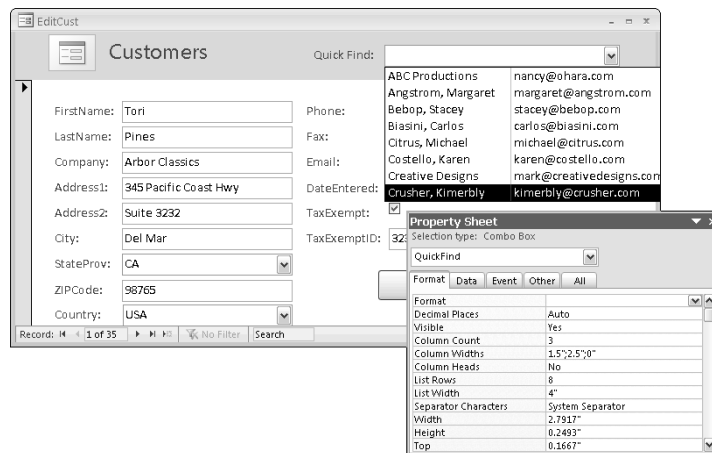 EditCust
Customers
Quick Find:
ABC Productions nancy@ohara.com
Angstrom, Margaret margaret@angstrom.com
Bebop, Stacey stacey@bebop.com
Biasini, Carlos carlos@biasini.com
Citrus, Michael michael@citrus.com
Costello, Karen karen@costello.com
Creative Designs mark@creativedesigns.com
Crusher, Kimerbly kimerbly@crusher.com
FirstName: Tori
LastName: Pines
Company: Arbor Classics
Address1: 345 Pacific Coast Hwy
Address2: Suite 3232
City: Del Mar
StateProv: CA
ZIPCode: 98765
Country: USA
Phone:
Fax:
Email:
DateEntered:
TaxExempt:
TaxExemptID: 323
Record: 1 of 35 No Filter Search
Property Sheet
Selection type: Combo Box
QuickFind
Format Data Event Other All
Format
Decimal Places Auto
Visible Yes
Column Count 3
Column Widths 1.5";2.5";0"
Column Heads No
List Rows 8
List Width 4"
Separator Characters System Separator
Width 2.7917"
Height 0.2493"
Top 0.1667"